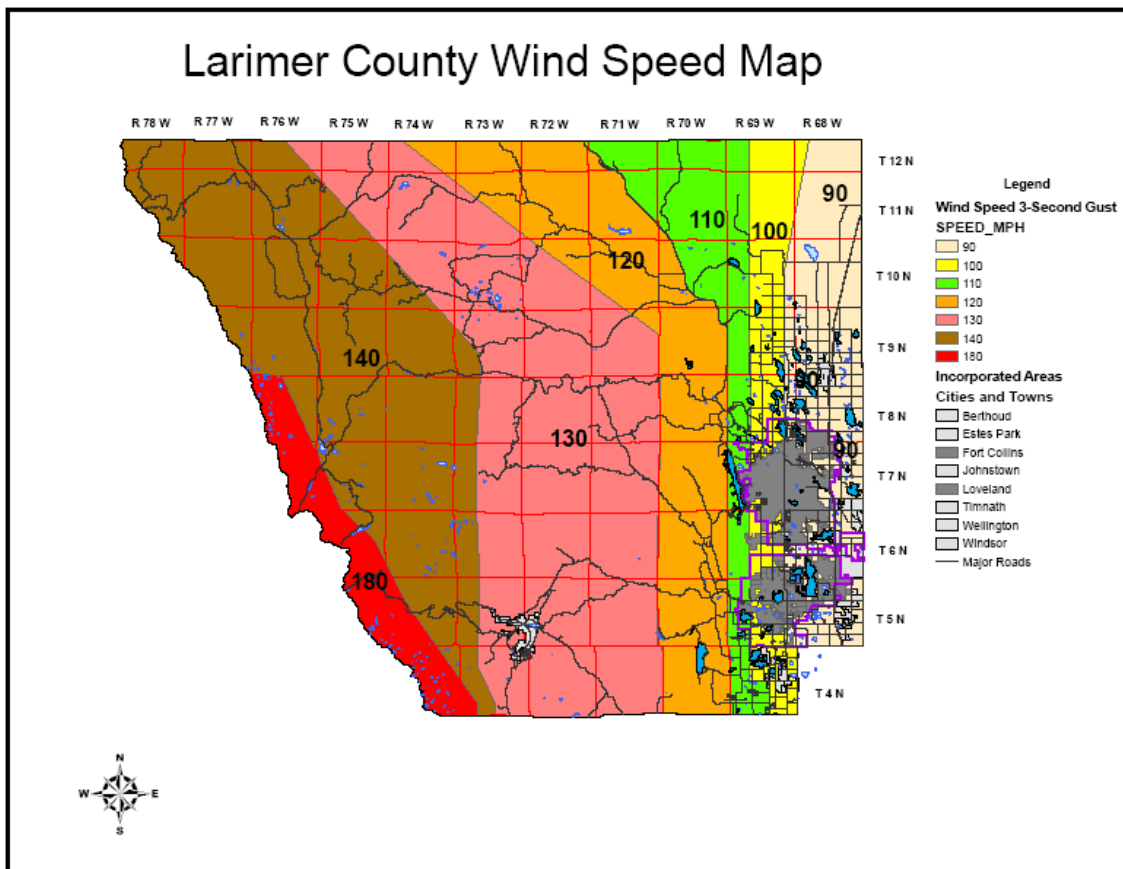 Larimer County Wind Speed Map
R 78 W R 77 W R 76 W R 75 W R 74 W R 73 W R 72 W R 71 W R 70 W R 69 W R 68 W
T 12 N
T 11 N
T 10 N
T 9 N
T 8 N
T 7 N
T 6 N
T 5 N
T 4 N
90
110
100
120
140
90
130
90
180
Legend
Wind Speed 3-Second Gust
SPEED_MPH
90
100
110
120
130
140
180
Incorporated Areas
Cities and Towns
Berthoud
Estes Park
Fort Collins
Johnstown
Loveland
Timnath
Wellington
Windsor
Major Roads
N
W E
S